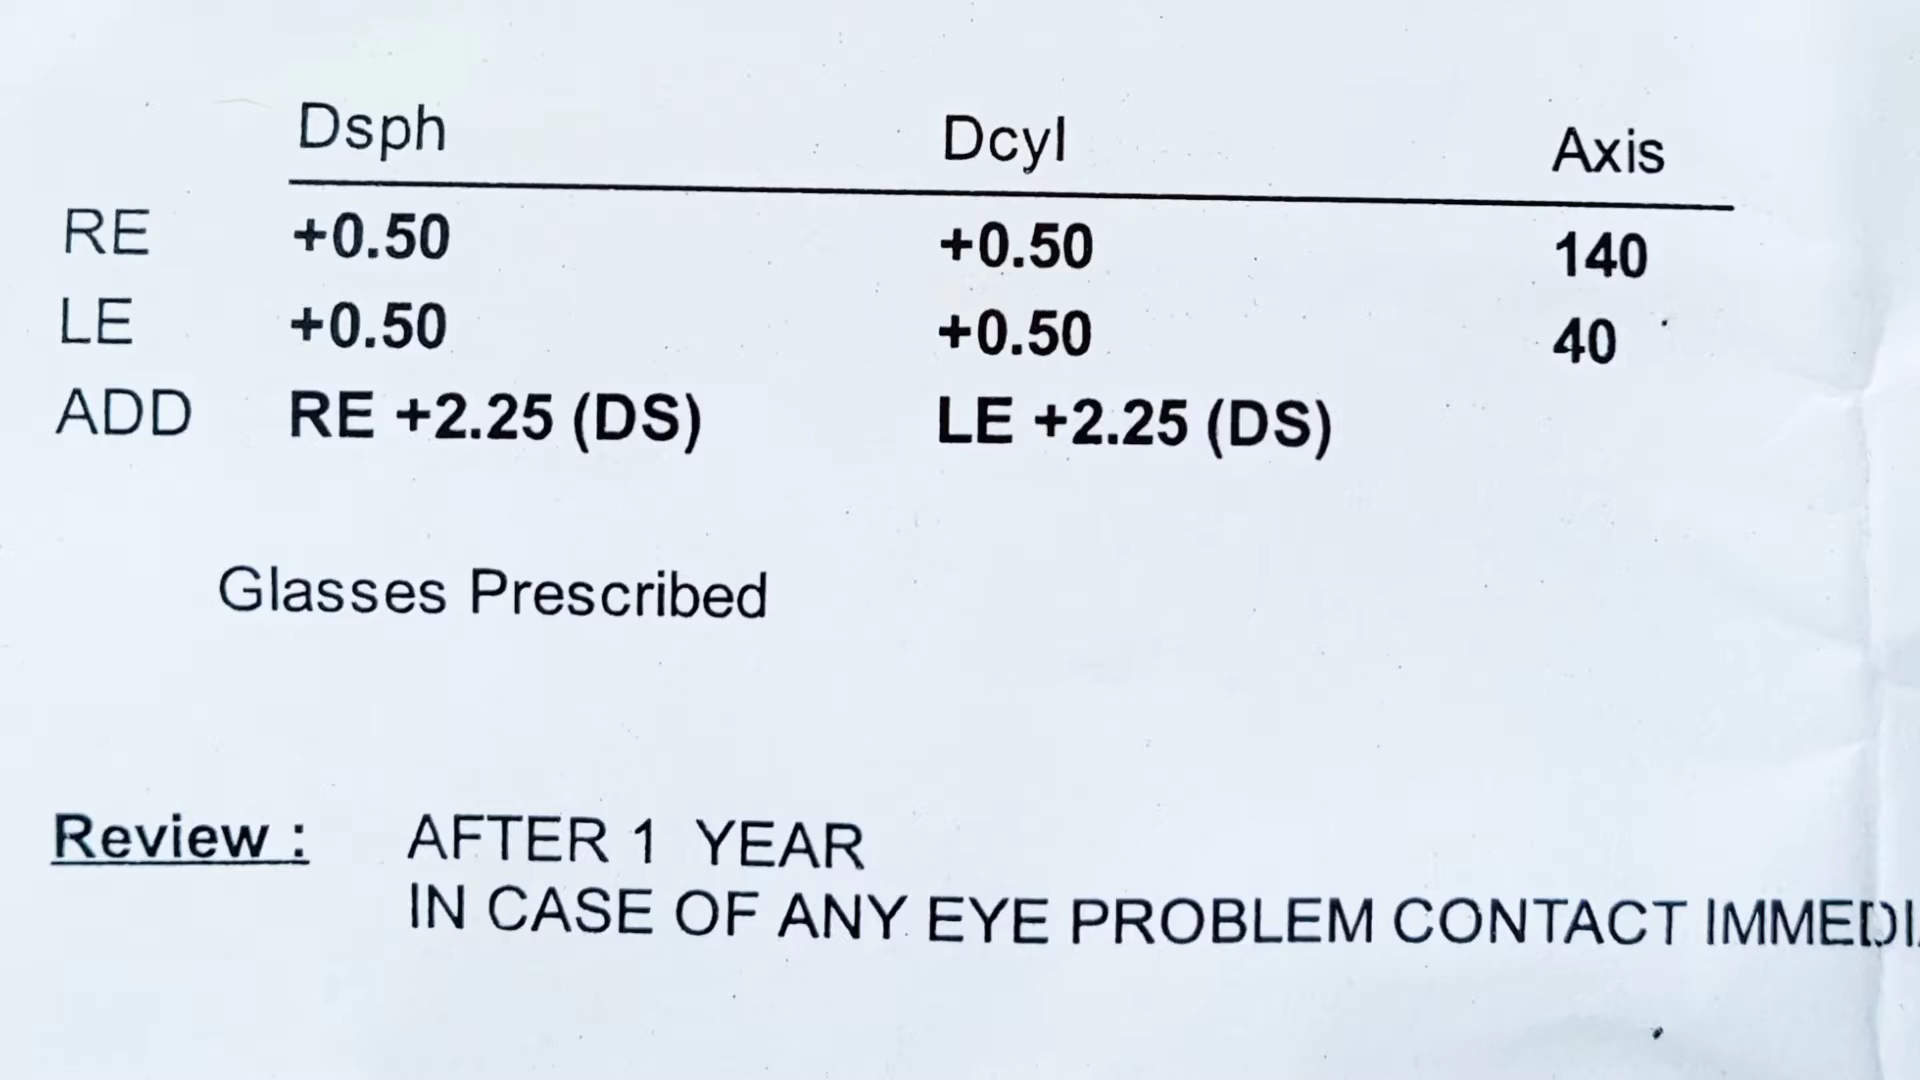 Dsph Dcyl Axis
RE +0.50 +0.50 140
LE +0.50 +0.50 40
ADD RE +2.25 (DS) LE +2.25 (DS)
Glasses Prescribed
Review : AFTER 1 YEAR
IN CASE OF ANY EYE PROBLEM CONTACT